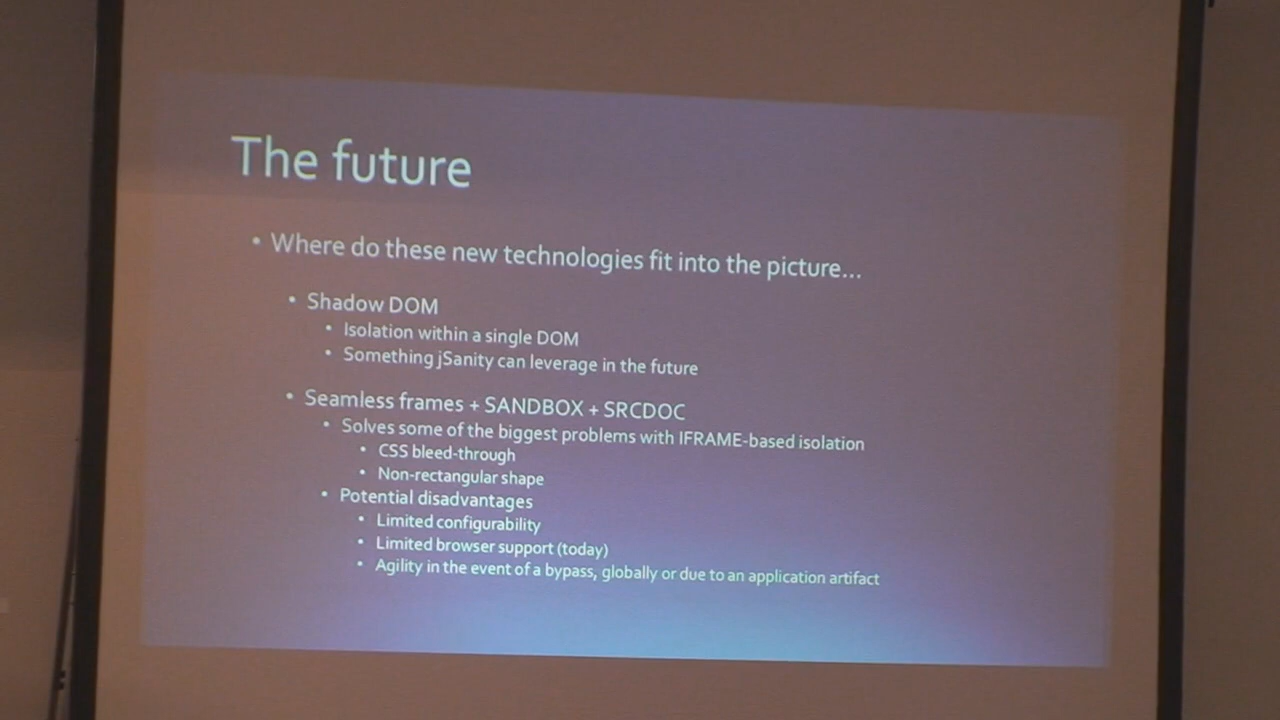 The future
• Where do these new technologies fit into the picture...
• Shadow DOM
• Isolation within a single DOM
• Something jSanity can leverage in the future
• Seamless frames + SANDBOX + SRCDOC
• Solves some of the biggest problems with IFRAME-based isolation
• CSS bleed-through
• Non-rectangular shape
• Potential disadvantages
• Limited configurability
• Limited browser support (today)
• Agility in the event of a bypass, globally or due to an application artifact